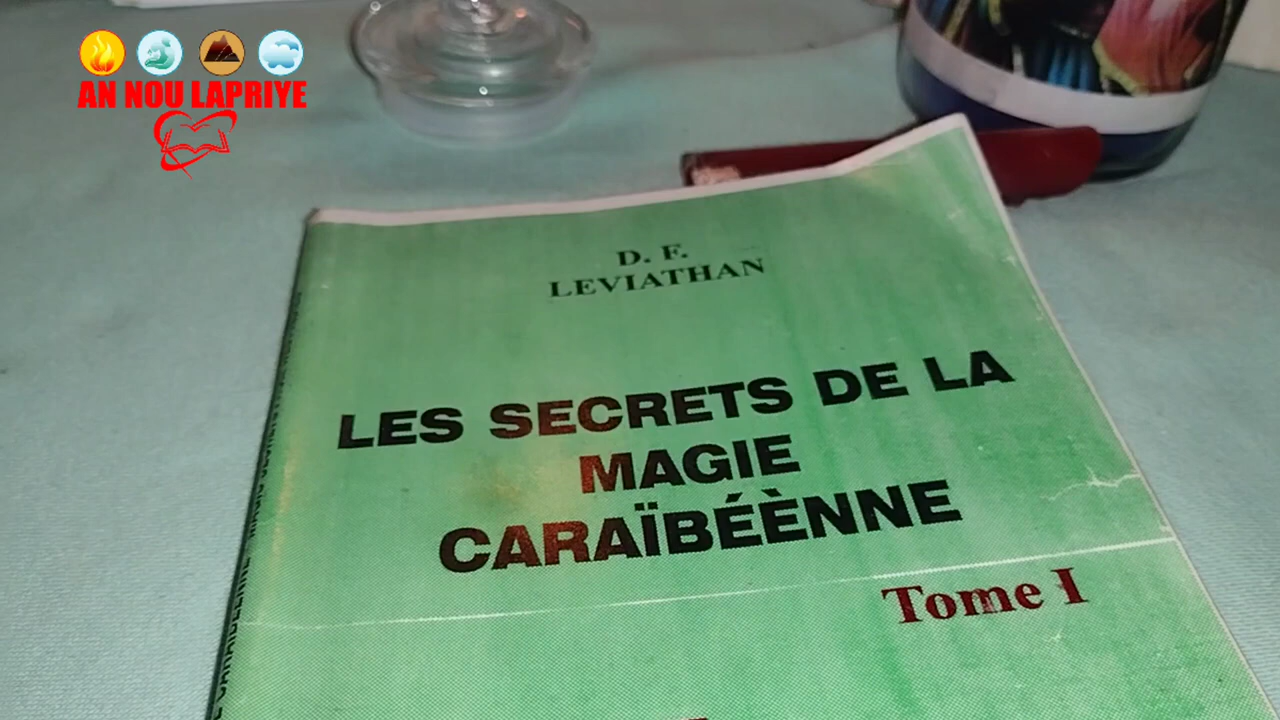 AN NOU LAPRIYE
D. F.
LEVIATHAN
LES SECRETS DE LA
MAGIE
CARAÏBÉÈNNE
Tome I